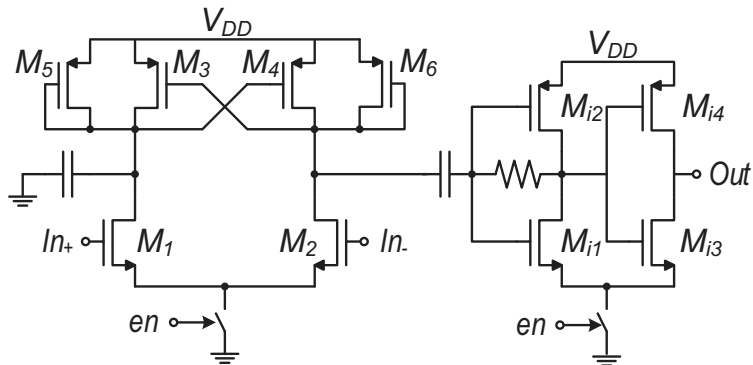 V_DD
M_5
M_3
M_4
M_6
V_DD
M_i2
M_i4
Out
In_+
M_1
M_2
In_-
M_i1
M_i3
en
en